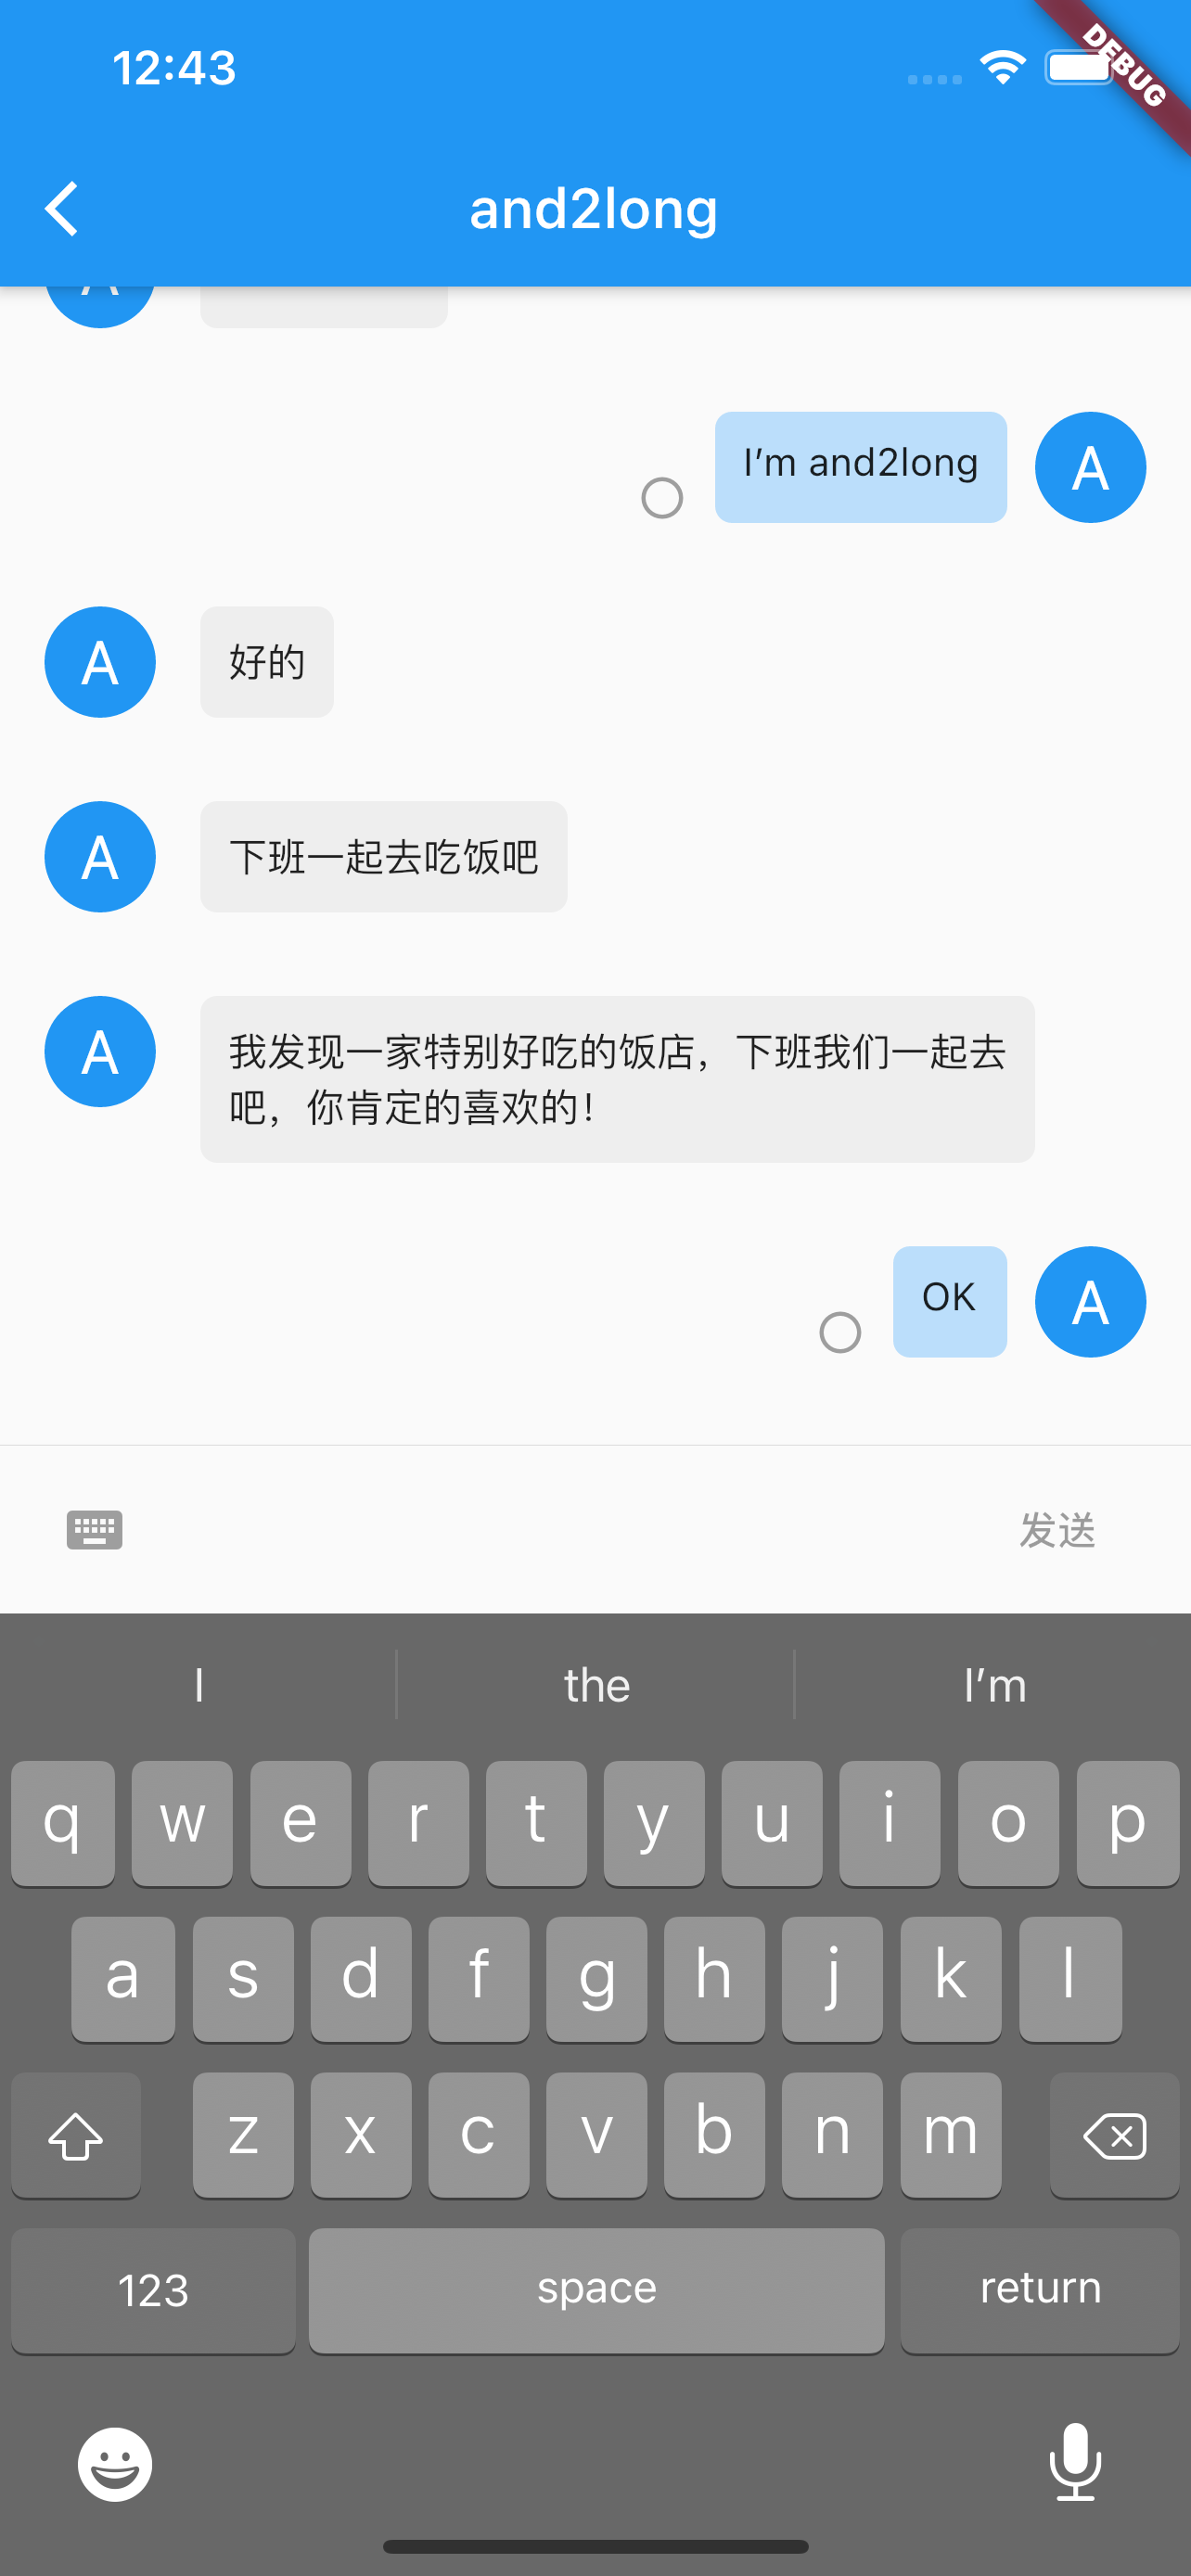 12:43
DEBUG
and2long
A
I'm and2long
A
A
好的
A
下班一起去吃饭吧
A
我发现一家特别好吃的饭店，下班我们一起去
吧，你肯定的喜欢的！
OK
A
发送
I the I'm
q w e r t y u i o p
a s d f g h j k l
z x c v b n m
123 space return